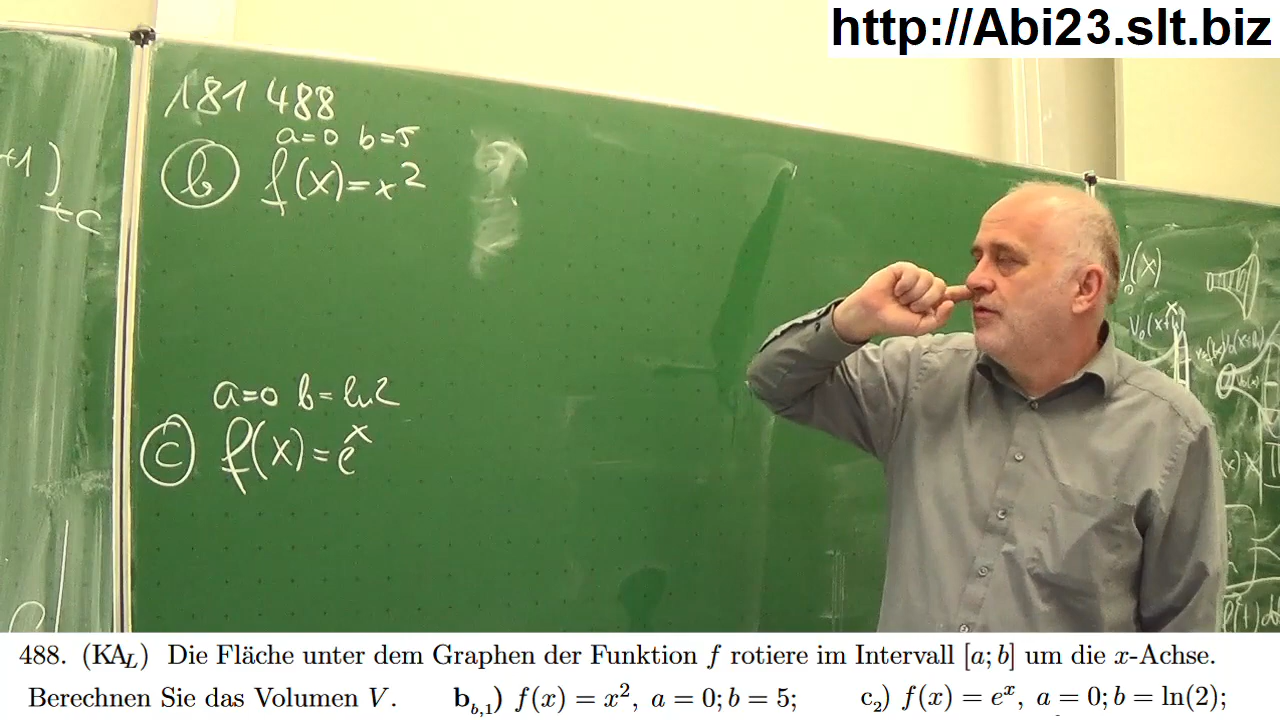 http://Abi23.slt.biz
181 488
a=0 b=5
b f(x)=x²
+1)
+c
a=0 b=ln2
c f(x)=eˣ
488. (KA_L) Die Fläche unter dem Graphen der Funktion f rotiere im Intervall [a; b] um die x-Achse.
Berechnen Sie das Volumen V. b_b,1) f(x) = x², a = 0; b = 5; c₂) f(x) = eˣ, a = 0; b = ln(2);